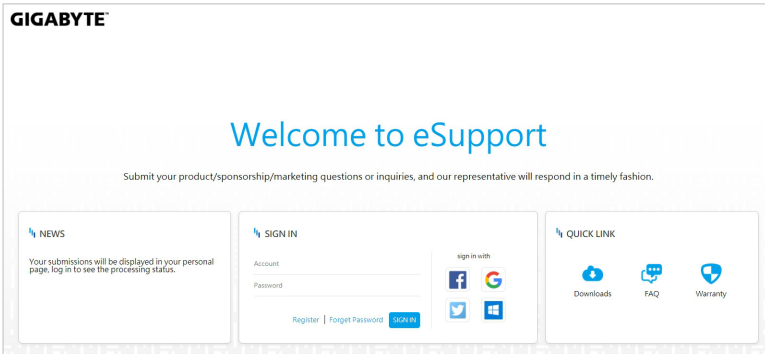 GIGABYTE™
Welcome to eSupport
Submit your product/sponsorship/marketing questions or inquiries, and our representative will respond in a timely fashion.
NEWS
Your submissions will be displayed in your personal
page, log in to see the processing status.
SIGN IN
Account
Password
Register | Forget Password SIGN IN
sign in with
QUICK LINK
Downloads FAQ Warranty